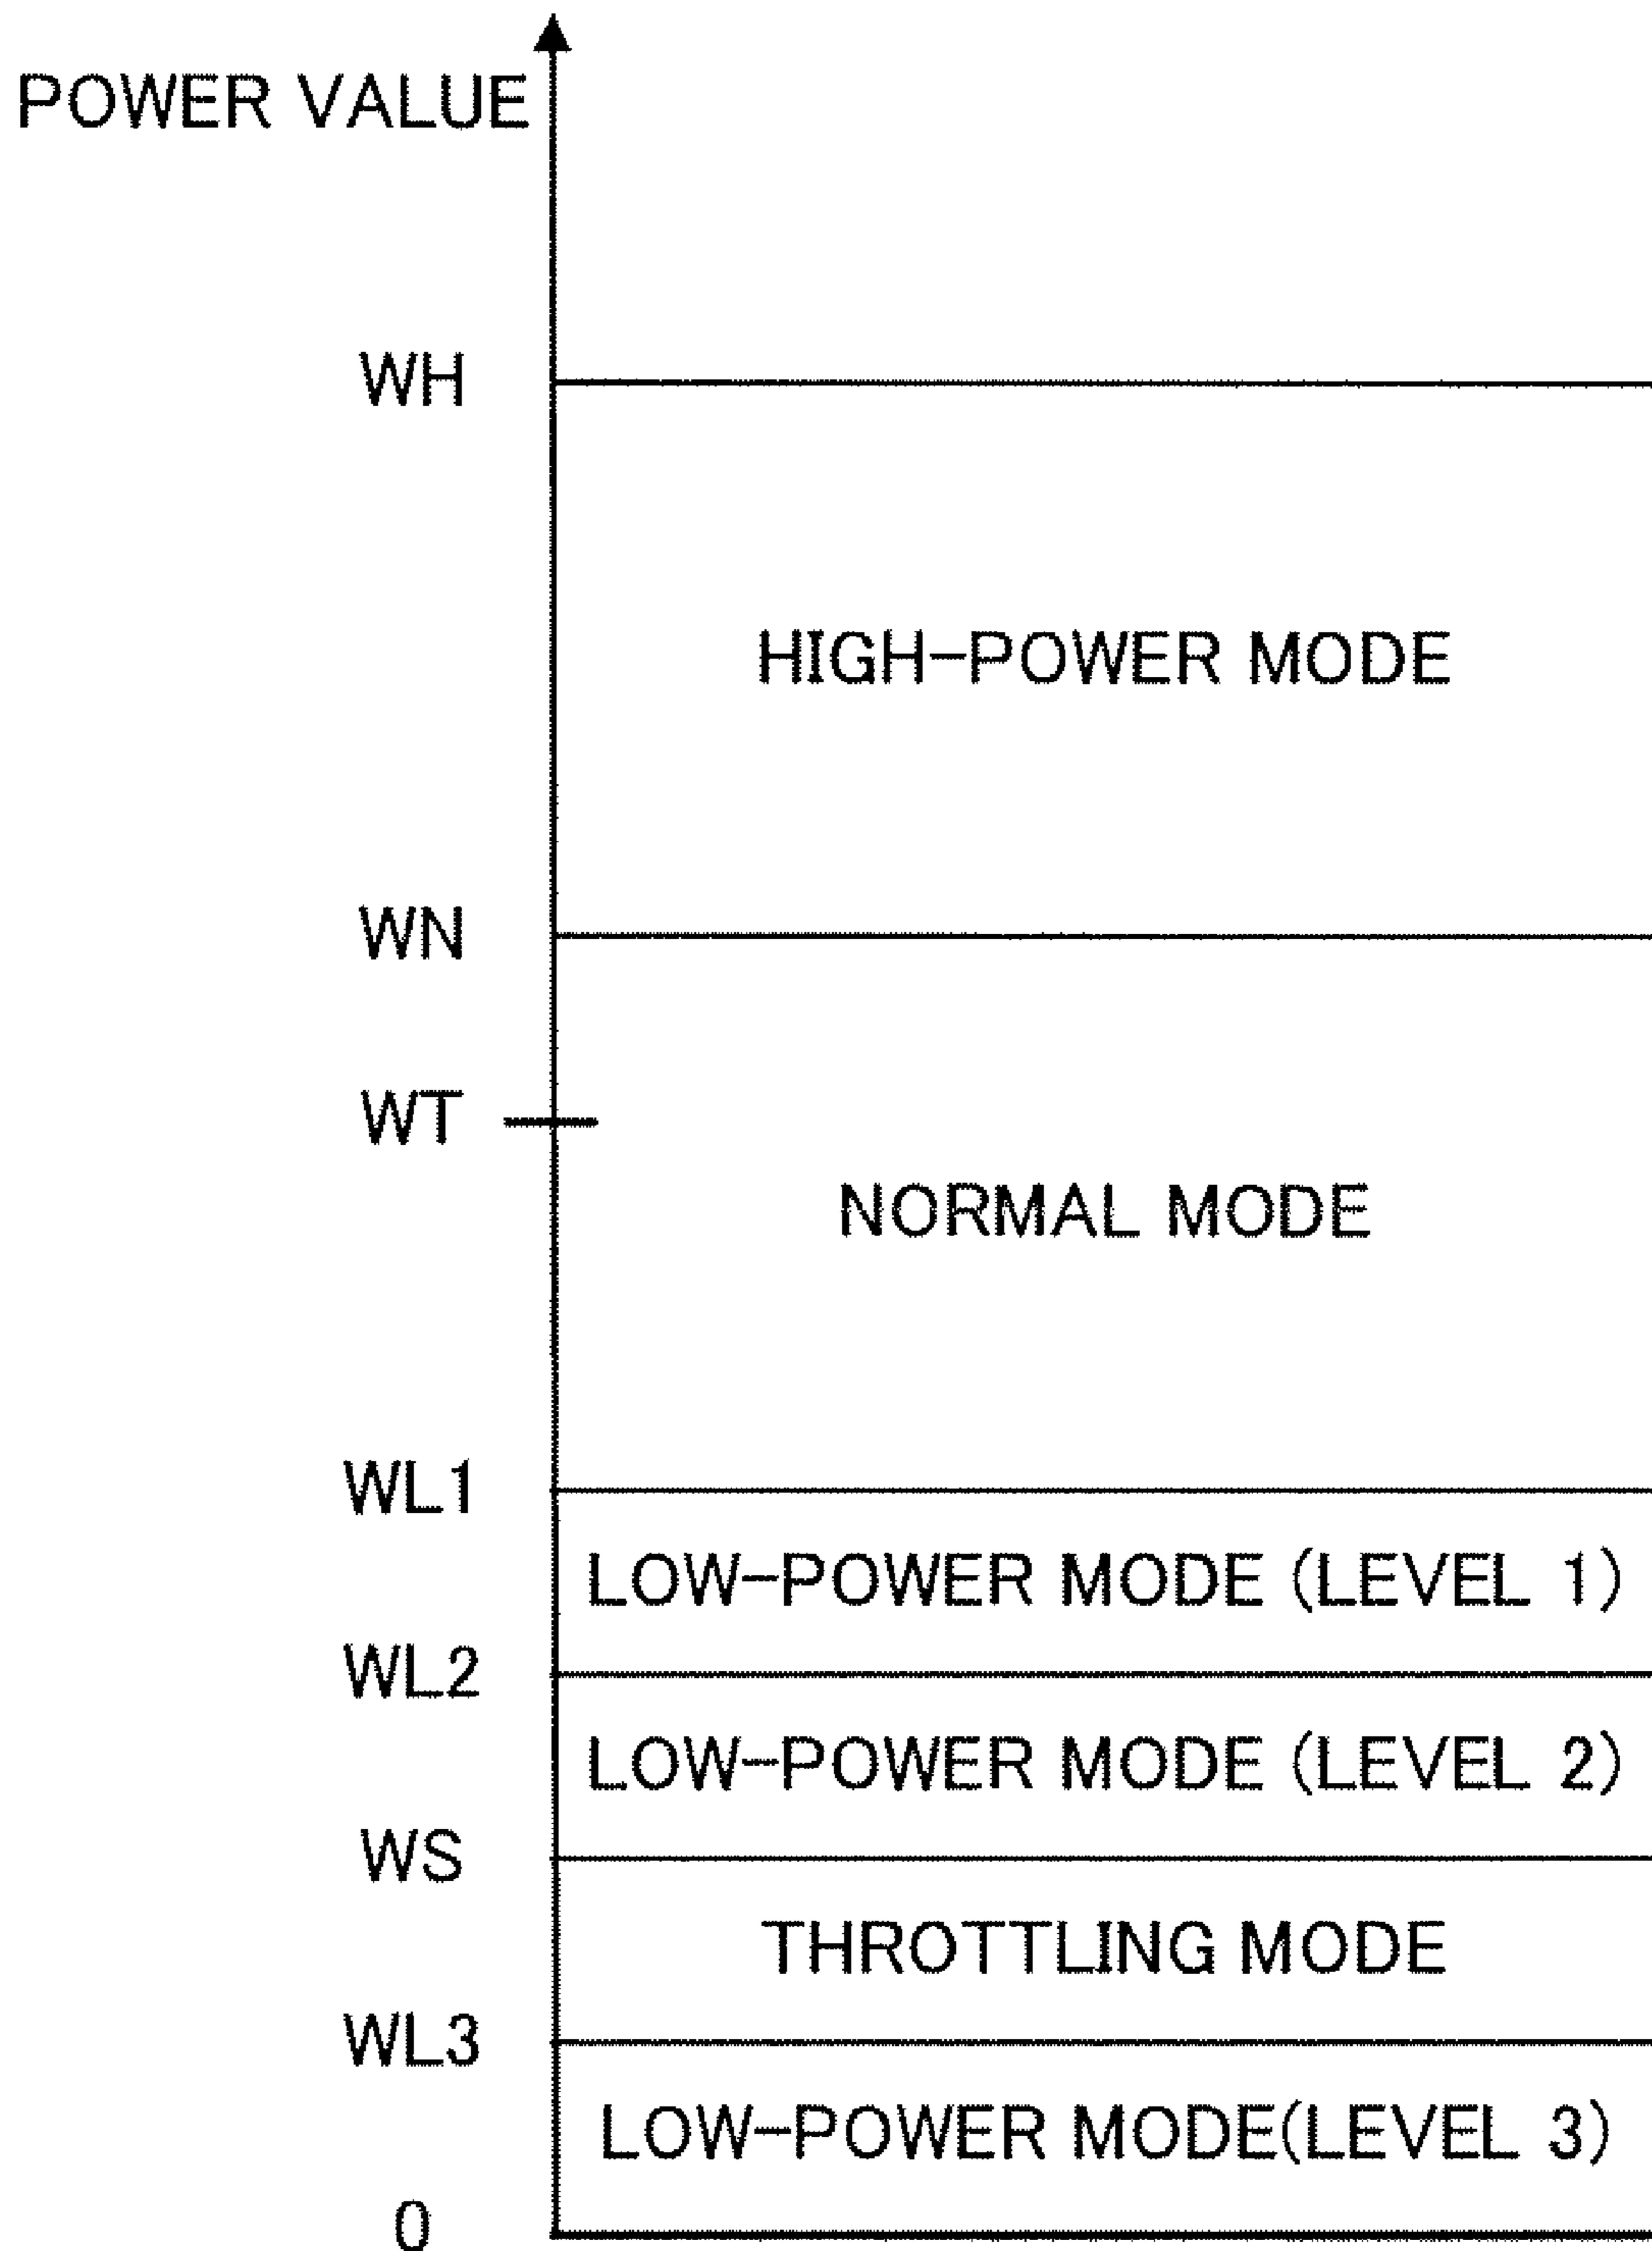 POWER VALUE
WH
HIGH-POWER MODE
WN
WT
NORMAL MODE
WL1
LOW-POWER MODE (LEVEL 1)
WL2
LOW-POWER MODE (LEVEL 2)
WS
THROTTLING MODE
WL3
LOW-POWER MODE(LEVEL 3)
0